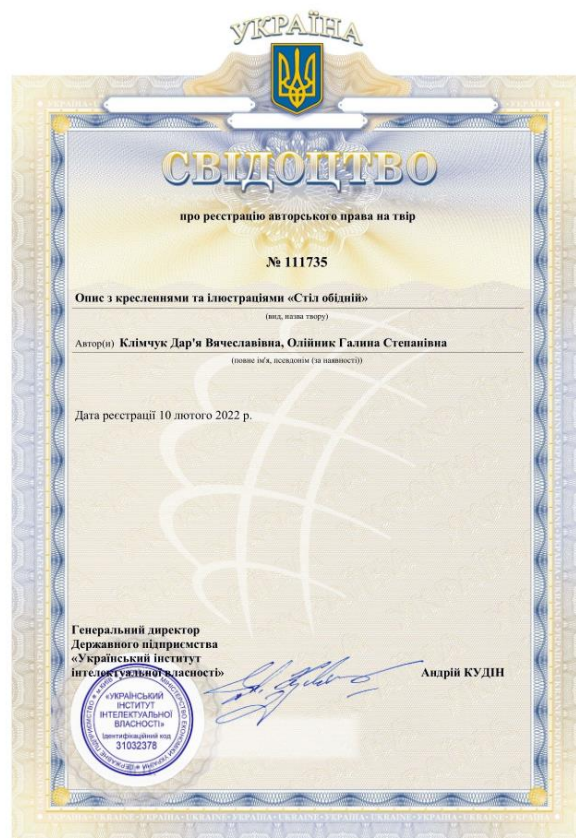 УКРАЇНА
СВІДОЦТВО
про реєстрацію авторського права на твір
№ 111735
Опис з кресленнями та ілюстраціями «Стіл обідній»
(вид, назва твору)
Автор(и) Клімчук Дар'я Вячеславівна, Олійник Галина Степанівна
(повне ім'я, псевдонім (за наявності))
Дата реєстрації 10 лютого 2022 р.
Генеральний директор
Державного підприємства
«Український інститут
інтелектуальної власності»
Андрій КУДІН
«УКРАЇНСЬКИЙ
ІНСТИТУТ
ІНТЕЛЕКТУАЛЬНОЇ
ВЛАСНОСТІ»
Ідентифікаційний код
31032378